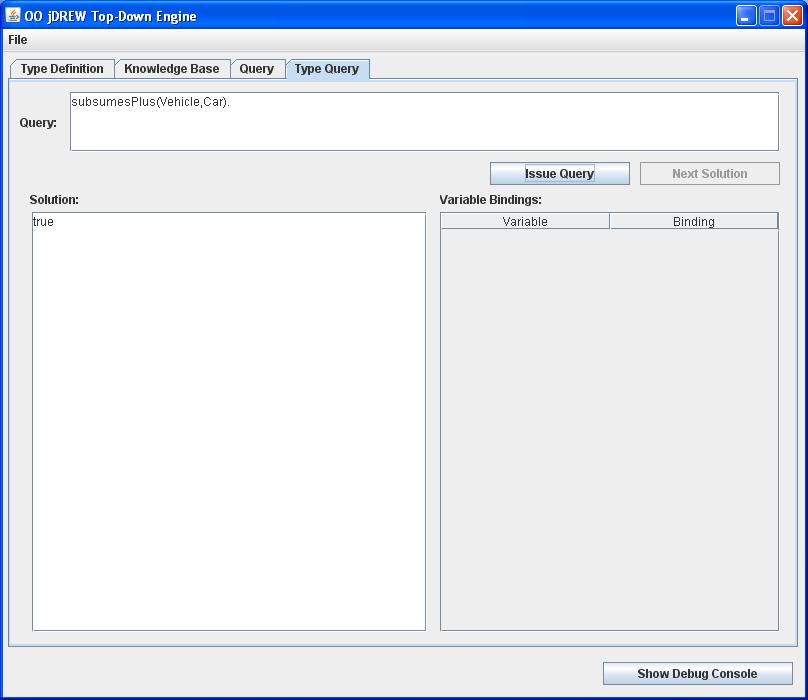 OO jDREW Top-Down Engine
File
Type Definition Knowledge Base Query Type Query
Query:
subsumesPlus(Vehicle,Car).
Issue Query Next Solution
Solution: Variable Bindings:
true
Variable Binding
Show Debug Console